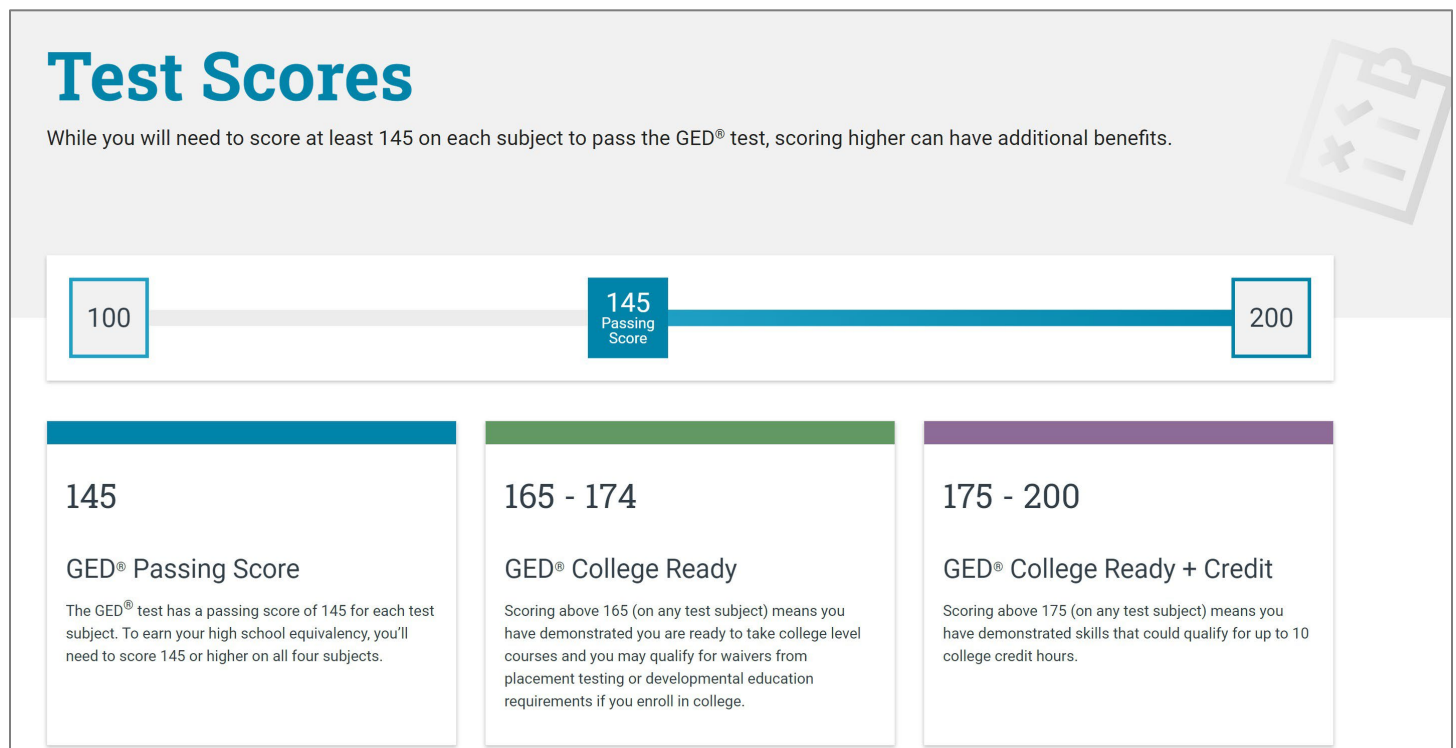 Test Scores
While you will need to score at least 145 on each subject to pass the GED® test, scoring higher can have additional benefits.
100
145
Passing
Score
200
145
GED® Passing Score
The GED® test has a passing score of 145 for each test
subject. To earn your high school equivalency, you’ll
need to score 145 or higher on all four subjects.
165 - 174
GED® College Ready
Scoring above 165 (on any test subject) means you
have demonstrated you are ready to take college level
courses and you may qualify for waivers from
placement testing or developmental education
requirements if you enroll in college.
175 - 200
GED® College Ready + Credit
Scoring above 175 (on any test subject) means you
have demonstrated skills that could qualify for up to 10
college credit hours.